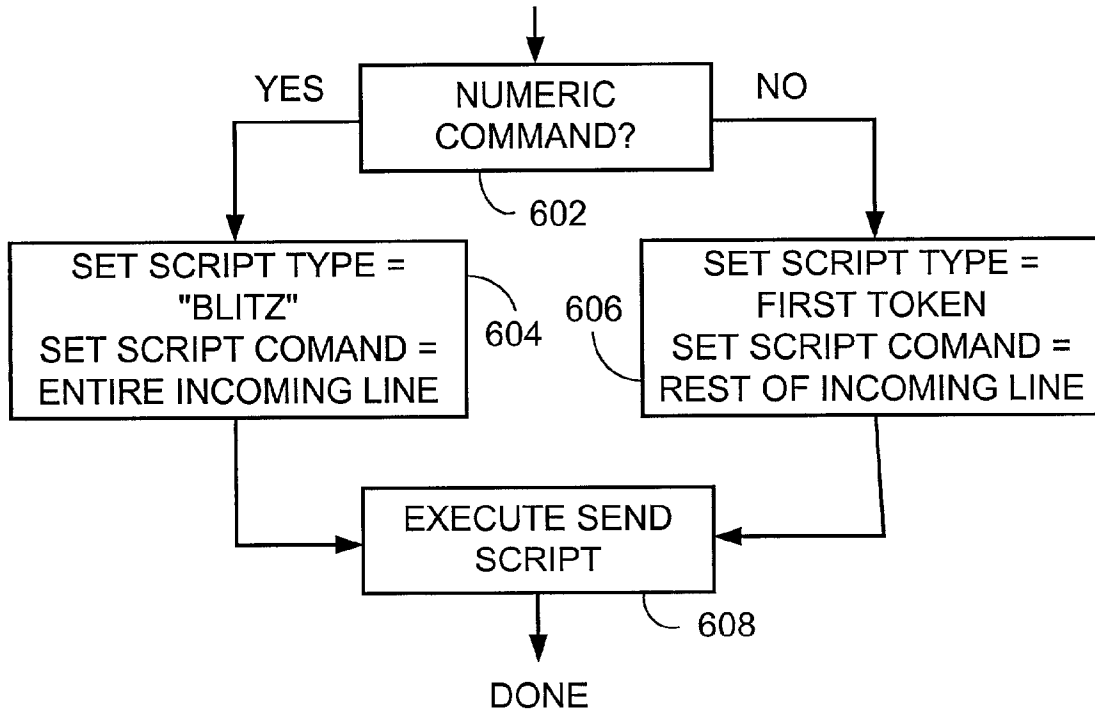 NUMERIC
COMMAND?
YES
NO
602
SET SCRIPT TYPE =
"BLITZ"
SET SCRIPT COMAND =
ENTIRE INCOMING LINE
604
606
SET SCRIPT TYPE =
FIRST TOKEN
SET SCRIPT COMAND =
REST OF INCOMING LINE
EXECUTE SEND
SCRIPT
608
DONE